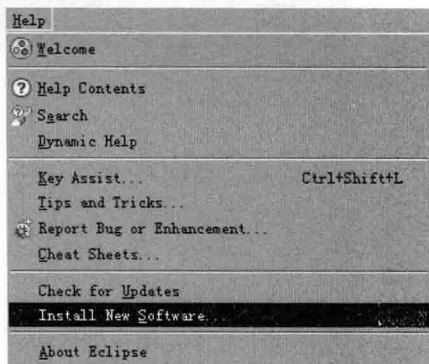 Help
Welcome
Help Contents
Search
Dynamic Help
Key Assist... Ctrl+Shift+L
Tips and Tricks...
Report Bug or Enhancement...
Cheat Sheets...
Check for Updates
Install New Software...
About Eclipse